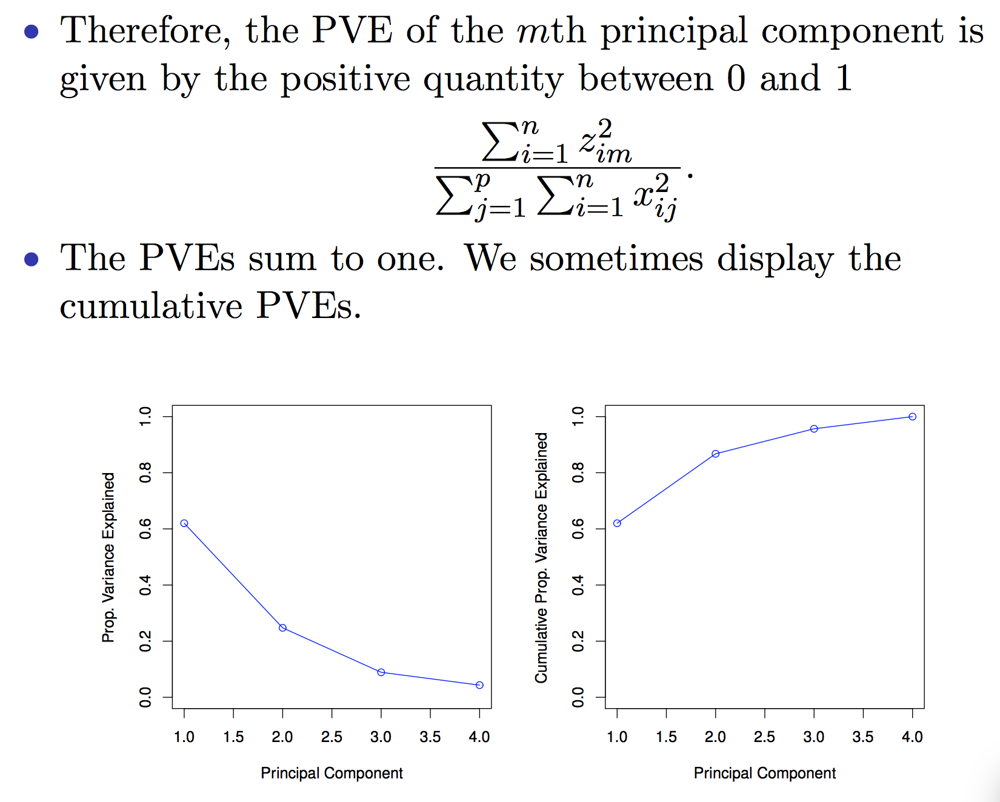 • Therefore, the PVE of the mth principal component is
given by the positive quantity between 0 and 1
\frac{\sum_{i=1}^{n} z_{im}^{2}}{\sum_{j=1}^{p} \sum_{i=1}^{n} x_{ij}^{2}}.
• The PVEs sum to one. We sometimes display the
cumulative PVEs.
Prop. Variance Explained
1.0
0.8
0.6
0.4
0.2
0.0
1.0 1.5 2.0 2.5 3.0 3.5 4.0
Principal Component
Cumulative Prop. Variance Explained
1.0
0.8
0.6
0.4
0.2
0.0
1.0 1.5 2.0 2.5 3.0 3.5 4.0
Principal Component